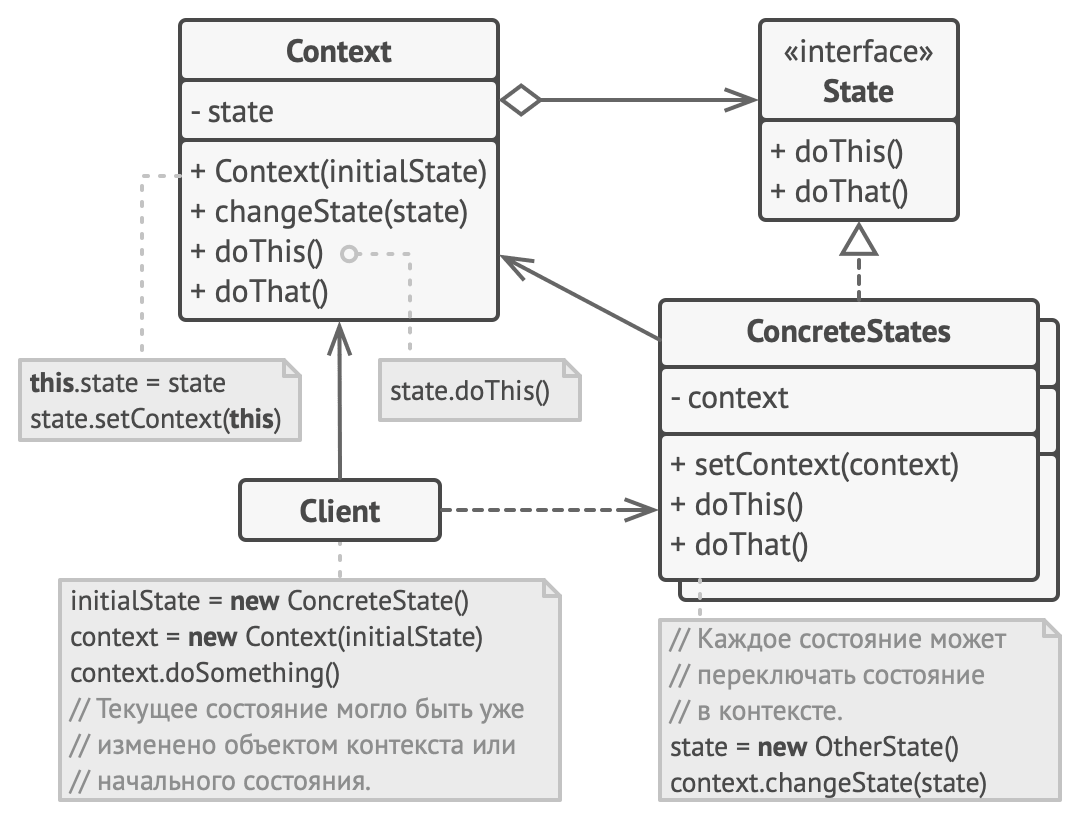 Context
- state
+ Context(initialState)
+ changeState(state)
+ doThis()
+ doThat()
«interface»
State
+ doThis()
+ doThat()
this.state = state
state.setContext(this)
state.doThis()
ConcreteStates
- context
+ setContext(context)
+ doThis()
+ doThat()
Client
initialState = new ConcreteState()
context = new Context(initialState)
context.doSomething()
// Текущее состояние могло быть уже
// изменено объектом контекста или
// начального состояния.
// Каждое состояние может
// переключать состояние
// в контексте.
state = new OtherState()
context.changeState(state)